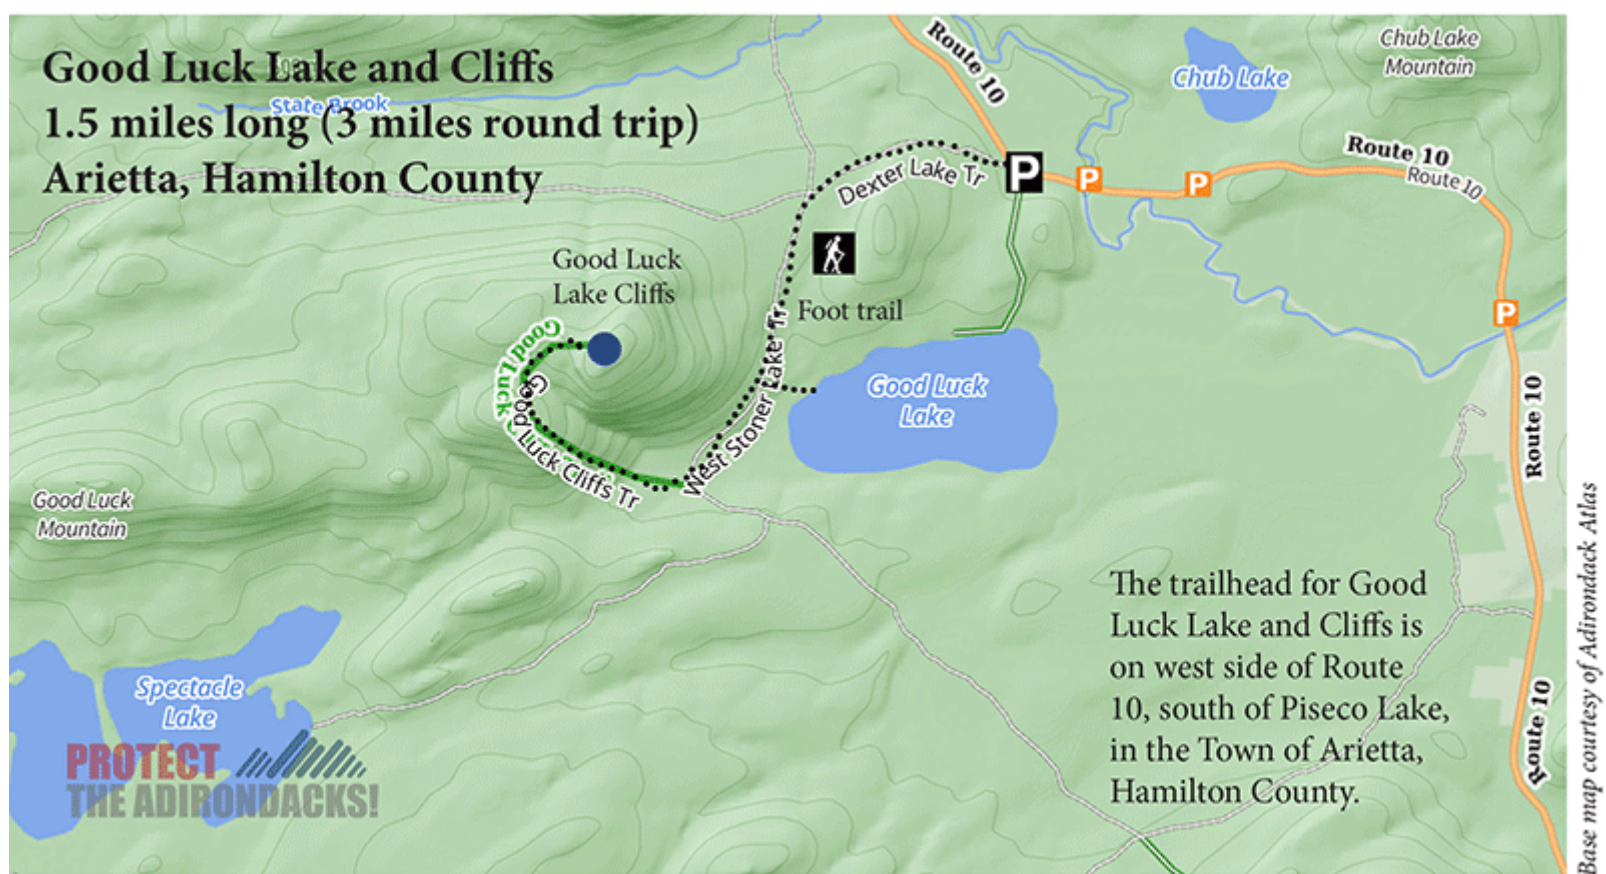 Good Luck Lake and Cliffs
1.5 miles long (3 miles round trip)
Arietta, Hamilton County
State Brook
Route 10
Chub Lake
Chub Lake
Mountain
Route 10
Route 10
P
P
P
Dexter Lake Tr
Good Luck
Lake Cliffs
Foot trail
P
Good Luck
Good Luck Cliffs Tr
West Stoner Lake Tr
Good Luck
Lake
Route 10
Good Luck
Mountain
Spectacle
Lake
PROTECT
THE ADIRONDACKS!
The trailhead for Good
Luck Lake and Cliffs is
on west side of Route
10, south of Piseco Lake,
in the Town of Arietta,
Hamilton County.
Route 10
Base map courtesy of Adirondack Atlas